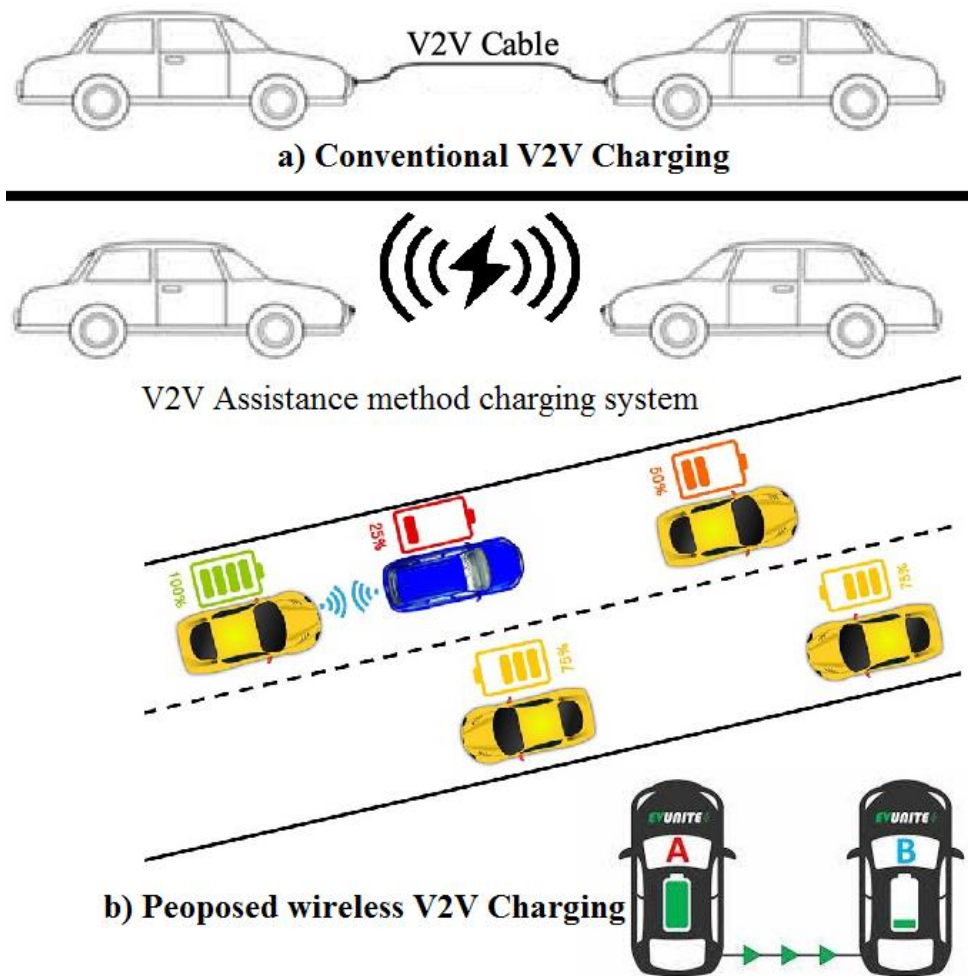 V2V Cable
a) Conventional V2V Charging
V2V Assistance method charging system
50%
25%
100%
75%
75%
EVUNITE
EVUNITE
A
B
b) Peoposed wireless V2V Charging